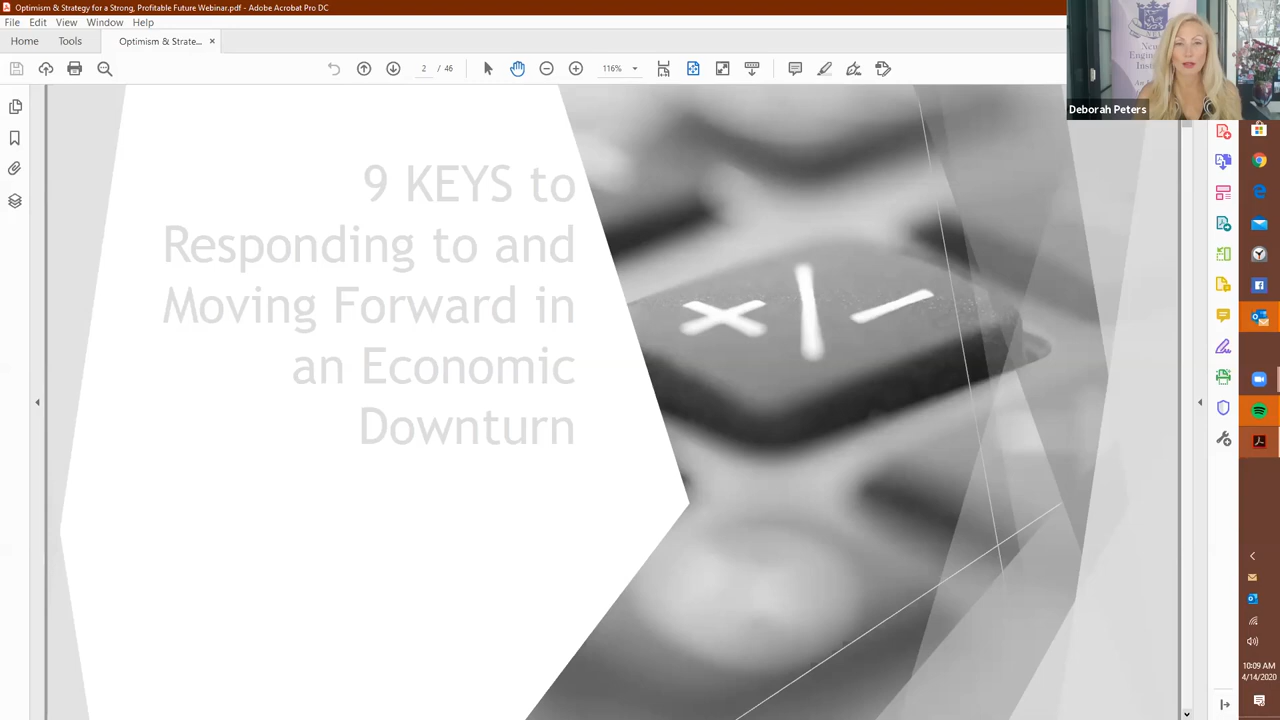 Optimism & Strategy for a Strong, Profitable Future Webinar.pdf - Adobe Acrobat Pro DC
File Edit View Window Help
Home Tools Optimism & Strate... ×
2 / 46 116%
Deborah Peters
9 KEYS to
Responding to and
Moving Forward in
an Economic
Downturn
10:09 AM
4/14/2020